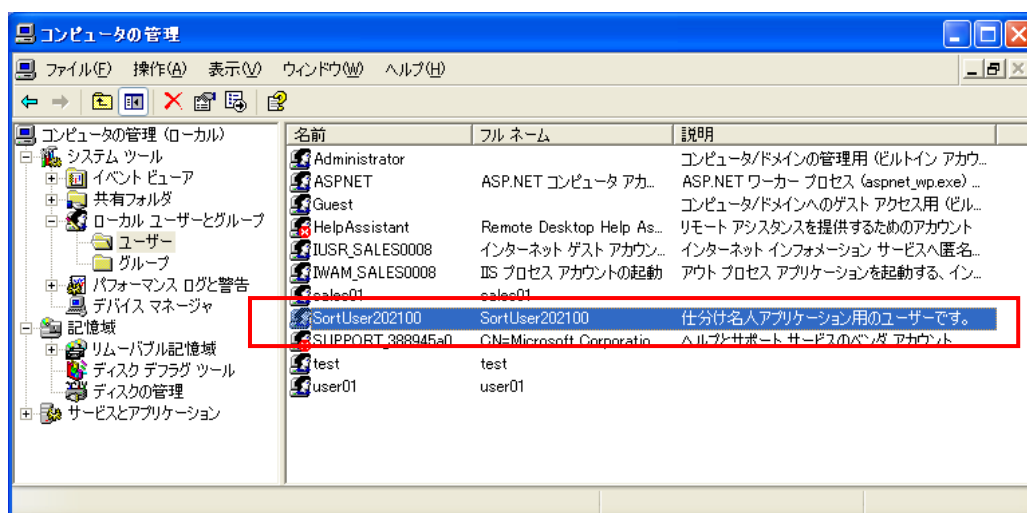 コンピュータの管理
ファイル(F) 操作(A) 表示(V) ウィンドウ(W) ヘルプ(H)
コンピュータの管理 (ローカル)
システム ツール
イベント ビューア
共有フォルダ
ローカル ユーザーとグループ
ユーザー
グループ
パフォーマンス ログと警告
デバイス マネージャ
記憶域
リムーバブル記憶域
ディスク デフラグ ツール
ディスクの管理
サービスとアプリケーション
名前 フル ネーム 説明
Administrator コンピュータ/ドメインの管理用 (ビルトイン アカウ...
ASPNET ASP.NET コンピュータ アカ... ASP.NET ワーカー プロセス (aspnet_wp.exe) ...
Guest コンピュータ/ドメインへのゲスト アクセス用 (ビル...
HelpAssistant Remote Desktop Help As... リモート アシスタンスを提供するためのアカウント
IUSR_SALES0008 インターネット ゲスト アカウン... インターネット インフォメーション サービスへ匿名...
IWAM_SALES0008 IIS プロセス アカウントの起動 アウト プロセス アプリケーションを起動する、イン...
sales01 sales01
SortUser202100 SortUser202100 仕分け名人アプリケーション用のユーザーです。
SUPPORT_388945a0 CN=Microsoft Corporatio... ヘルプとサポート サービスのベンダ アカウント
test test
user01 user01